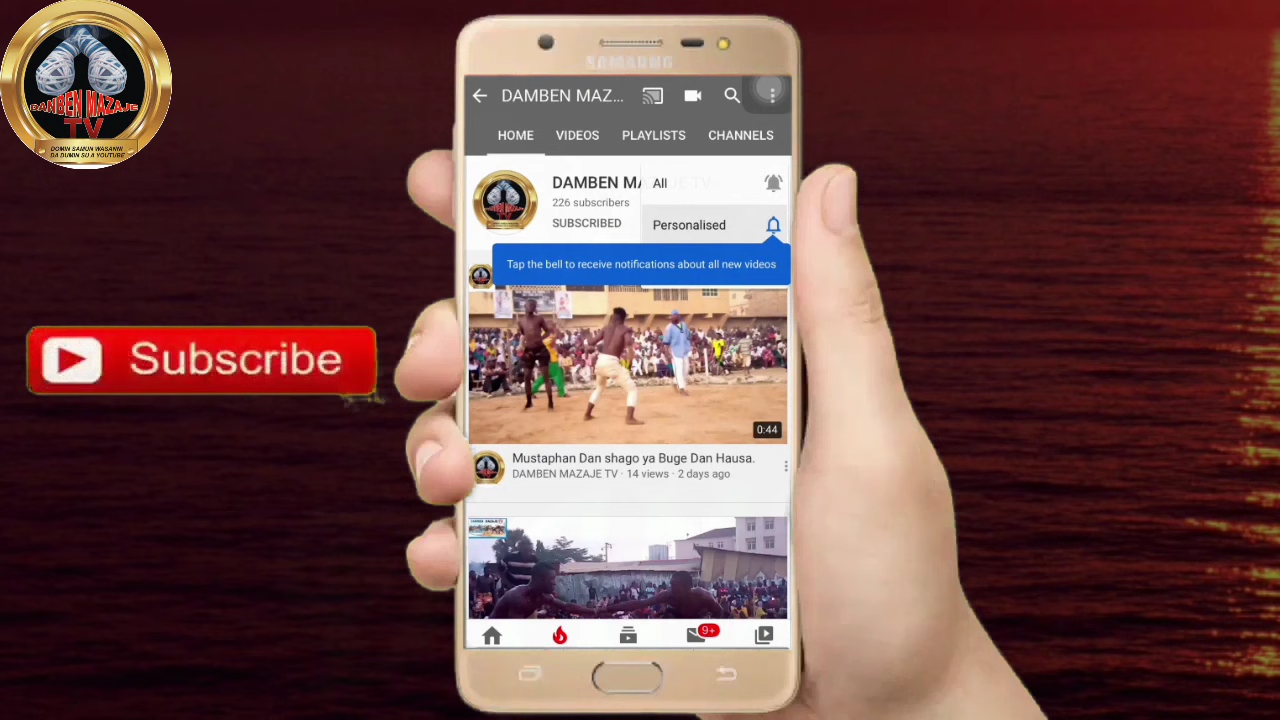 DAMBEN MAZAJE
TV
DOMIN SAMUN WASANNI
DA DUMIN SU A YOUTUBE
Subscribe
SAMSUNG
DAMBEN MAZ...
HOME VIDEOS PLAYLISTS CHANNELS
DAMBEN MA
All
226 subscribers
SUBSCRIBED
Personalised
Tap the bell to receive notifications about all new videos
0:44
Mustaphan Dan shago ya Buge Dan Hausa.
DAMBEN MAZAJE TV · 14 views · 2 days ago
9+